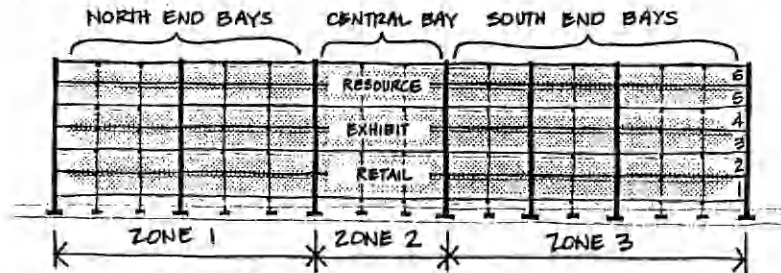 NORTH END BAYS CENTRAL BAY SOUTH END BAYS
RESOURCE
6
5
EXHIBIT
4
3
RETAIL
2
1
ZONE 1 ZONE 2 ZONE 3